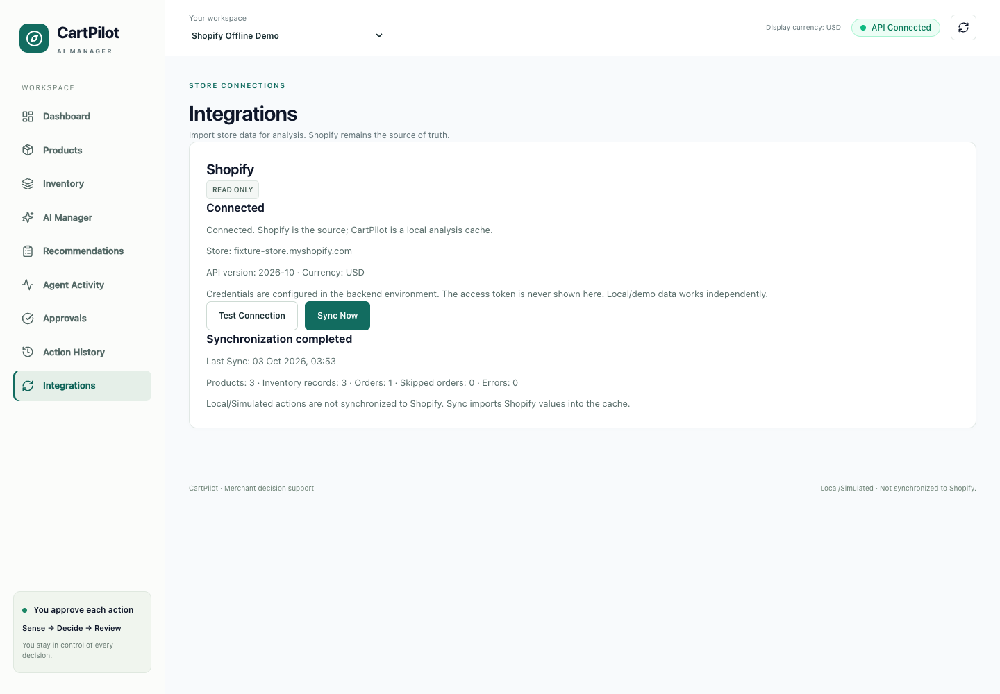 CartPilot
AI MANAGER
WORKSPACE
Dashboard
Products
Inventory
AI Manager
Recommendations
Agent Activity
Approvals
Action History
Integrations
You approve each action
Sense → Decide → Review
You stay in control of every
decision.
Your workspace
Shopify Offline Demo
Display currency: USD
API Connected
STORE CONNECTIONS
Integrations
Import store data for analysis. Shopify remains the source of truth.
Shopify
READ ONLY
Connected
Connected. Shopify is the source; CartPilot is a local analysis cache.
Store: fixture-store.myshopify.com
API version: 2026-10 · Currency: USD
Credentials are configured in the backend environment. The access token is never shown here. Local/demo data works independently.
Test Connection
Sync Now
Synchronization completed
Last Sync: 03 Oct 2026, 03:53
Products: 3 · Inventory records: 3 · Orders: 1 · Skipped orders: 0 · Errors: 0
Local/Simulated actions are not synchronized to Shopify. Sync imports Shopify values into the cache.
CartPilot · Merchant decision support
Local/Simulated · Not synchronized to Shopify.